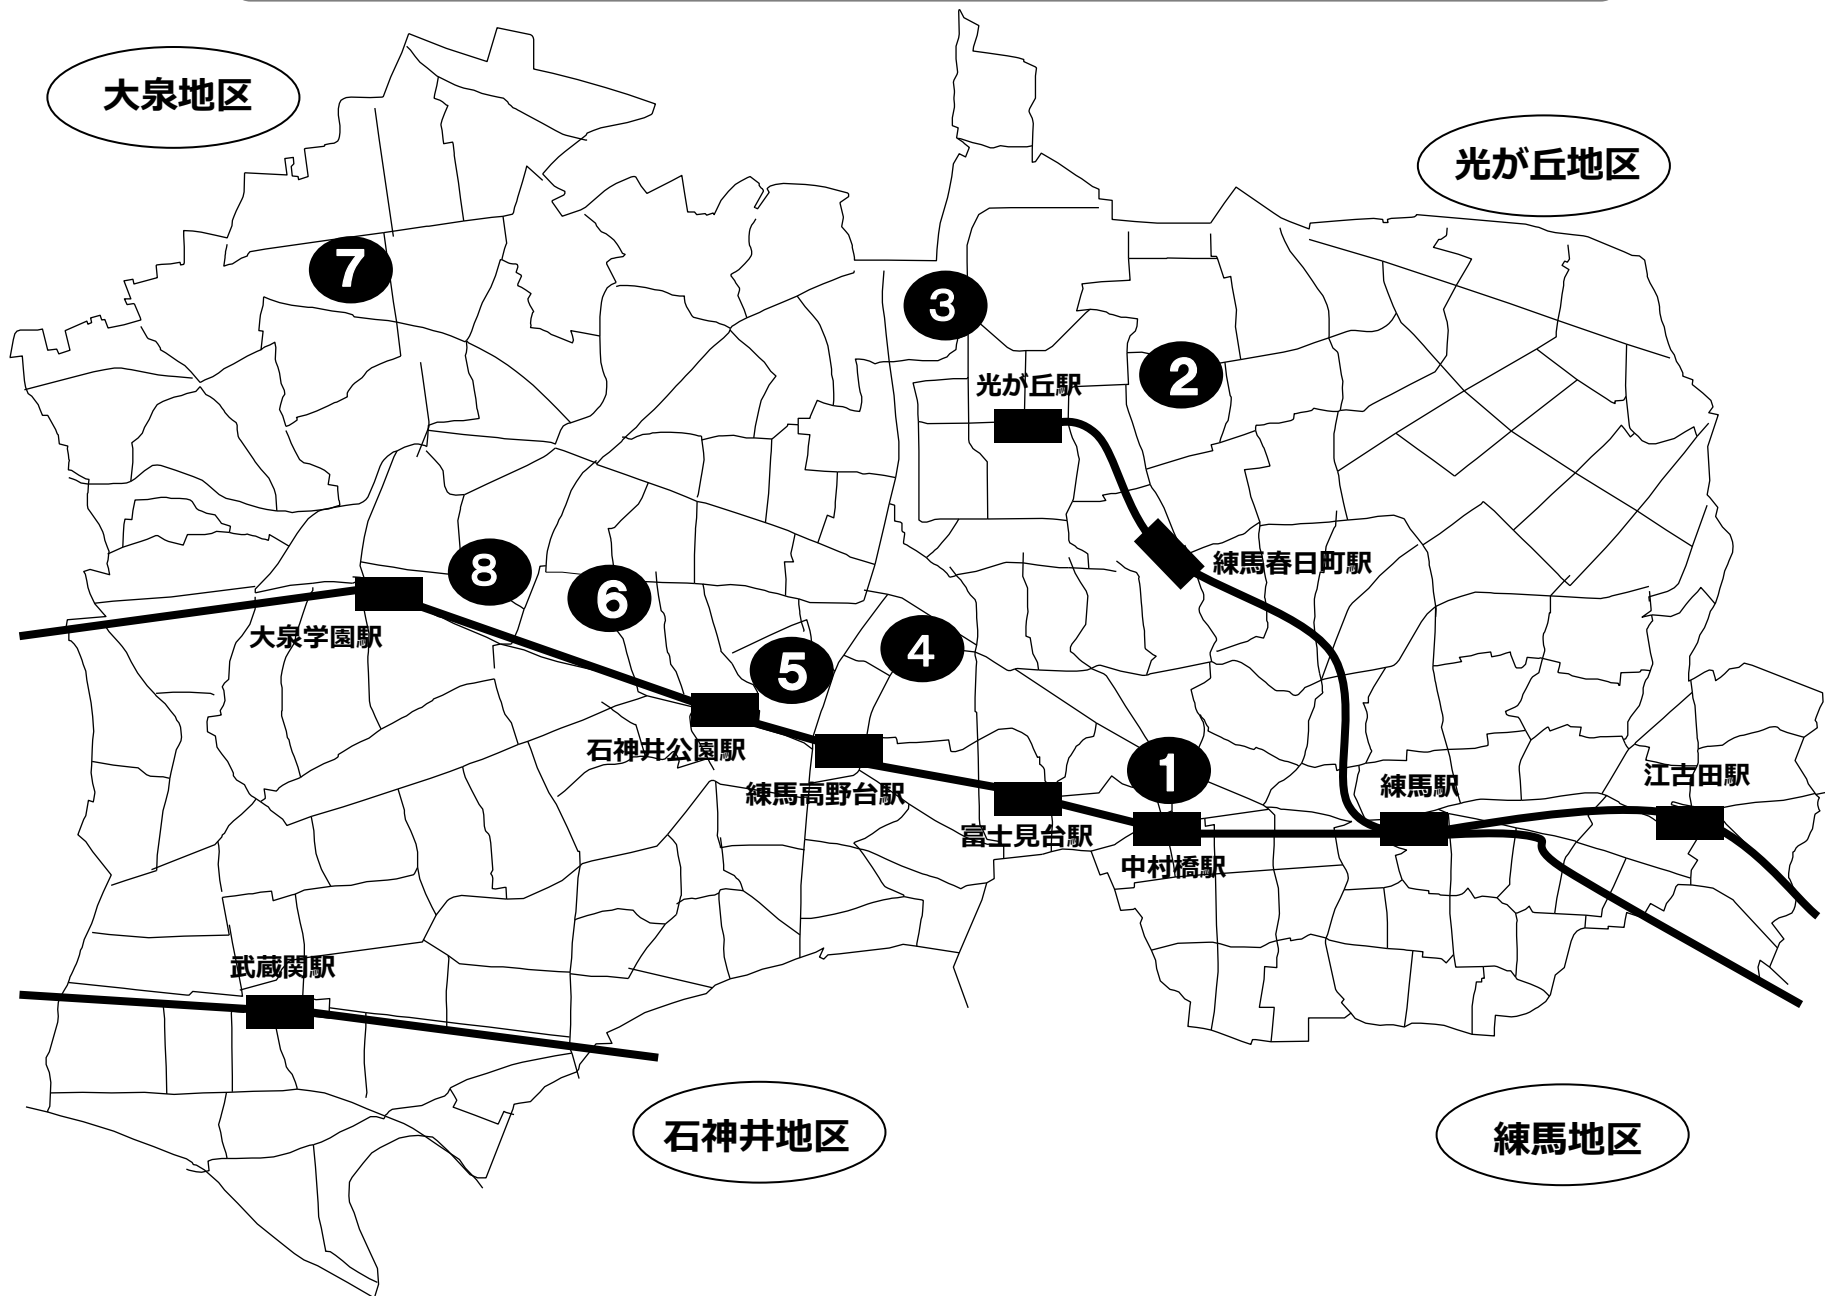 大泉地区
光が丘地区
7
3
2
光が丘駅
練馬春日町駅
8
6
大泉学園駅
4
5
石神井公園駅
練馬高野台駅
1
富士見台駅
中村橋駅
練馬駅
江古田駅
武蔵関駅
石神井地区
練馬地区